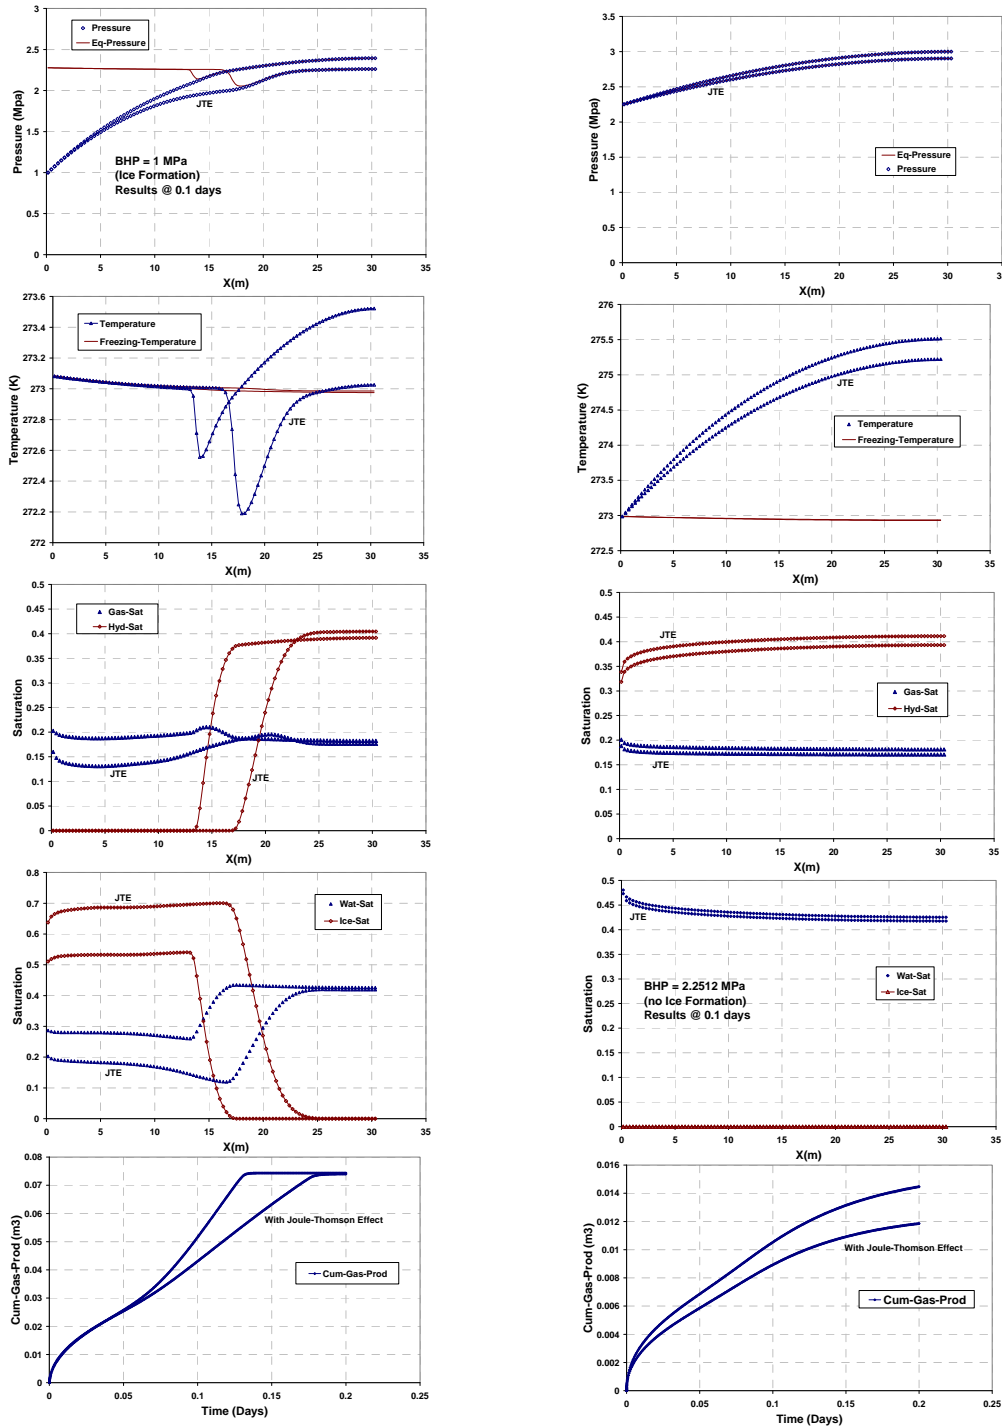 3
2.5
2
1.5
1
0.5
0
Pressure (Mpa)
Pressure
Eq-Pressure
JTE
BHP = 1 MPa
(Ice Formation)
Results @ 0.1 days
0 5 10 15 20 25 30 35
X(m)
3.5
3
2.5
2
1.5
1
0.5
0
Pressure (Mpa)
JTE
Eq-Pressure
Pressure
0 5 10 15 20 25 30 35
X(m)
273.6
273.4
273.2
273
272.8
272.6
272.4
272.2
272
Temperature (K)
Temperature
Freezing-Temperature
JTE
0 5 10 15 20 25 30 35
X(m)
276
275.5
275
274.5
274
273.5
273
272.5
Temperature (K)
JTE
Temperature
Freezing-Temperature
0 5 10 15 20 25 30 35
X(m)
0.5
0.45
0.4
0.35
0.3
0.25
0.2
0.15
0.1
0.05
0
Saturation
Gas-Sat
Hyd-Sat
JTE
JTE
0 5 10 15 20 25 30 35
X(m)
0.5
0.45
0.4
0.35
0.3
0.25
0.2
0.15
0.1
0.05
0
Saturation
JTE
Gas-Sat
Hyd-Sat
JTE
0 5 10 15 20 25 30 35
X(m)
0.8
0.7
0.6
0.5
0.4
0.3
0.2
0.1
0
Saturation
JTE
Wat-Sat
Ice-Sat
JTE
0 5 10 15 20 25 30 35
X(m)
0.5
0.45
0.4
0.35
0.3
0.25
0.2
0.15
0.1
0.05
0
Saturation
JTE
BHP = 2.2512 MPa
(no Ice Formation)
Results @ 0.1 days
Wat-Sat
Ice-Sat
0 5 10 15 20 25 30 35
X(m)
0.08
0.07
0.06
0.05
0.04
0.03
0.02
0.01
0
Cum-Gas-Prod (m3)
With Joule-Thomson Effect
Cum-Gas-Prod
0 0.05 0.1 0.15 0.2 0.25
Time (Days)
0.016
0.014
0.012
0.01
0.008
0.006
0.004
0.002
0
Cum-Gas-Prod (m3)
With Joule-Thomson Effect
Cum-Gas-Prod
0 0.05 0.1 0.15 0.2 0.25
Time (Days)